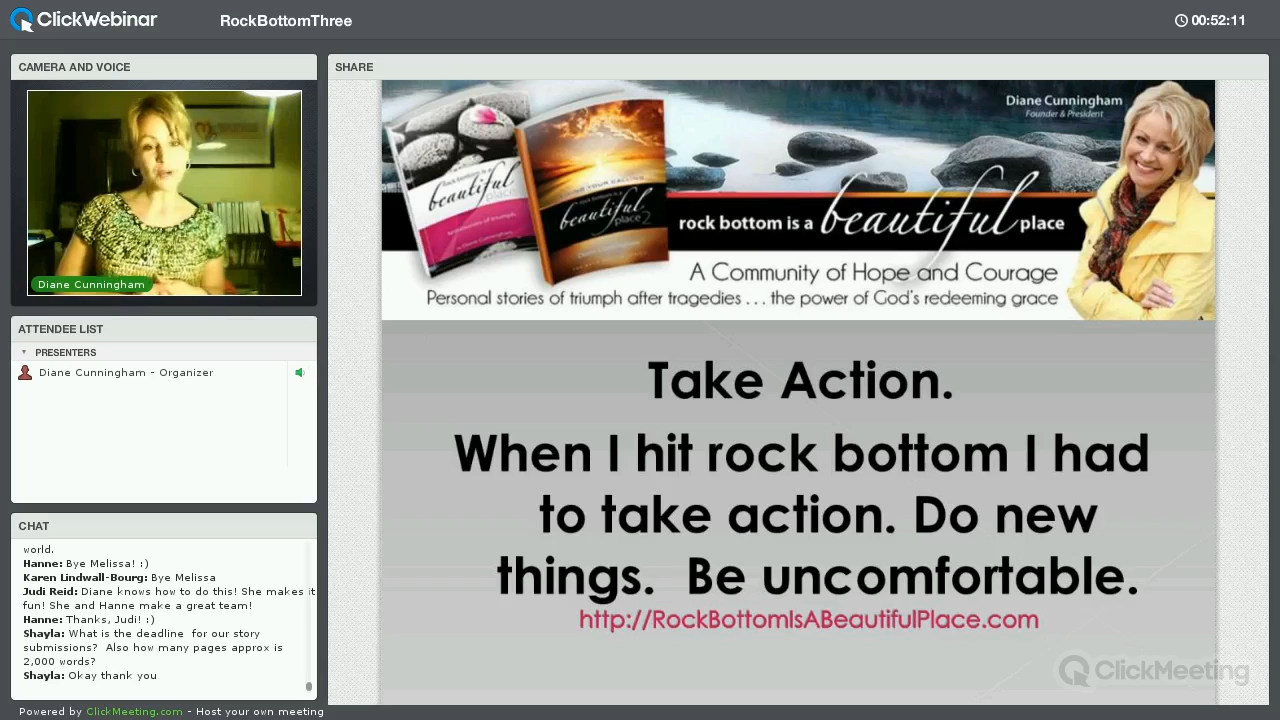 ClickWebinar
RockBottomThree
00:52:11
CAMERA AND VOICE
Diane Cunningham
ATTENDEE LIST
PRESENTERS
Diane Cunningham - Organizer
CHAT
world.
Hanne: Bye Melissa! :)
Karen Lindwall-Bourg: Bye Melissa
Judi Reid: Diane knows how to do this! She makes it
fun! She and Hanne make a great team!
Hanne: Thanks, Judi! :)
Shayla: What is the deadline for our story
submissions? Also how many pages approx is
2,000 words?
Shayla: Okay thank you
Powered by ClickMeeting.com - Host your own meeting
SHARE
Diane Cunningham
Founder & President
beautiful
beautiful
place 2
rock bottom is a beautiful place
A Community of Hope and Courage
Personal stories of triumph after tragedies . . . the power of God's redeeming grace
Take Action.
When I hit rock bottom I had
to take action. Do new
things. Be uncomfortable.
http://RockBottomIsABeautifulPlace.com
ClickMeeting